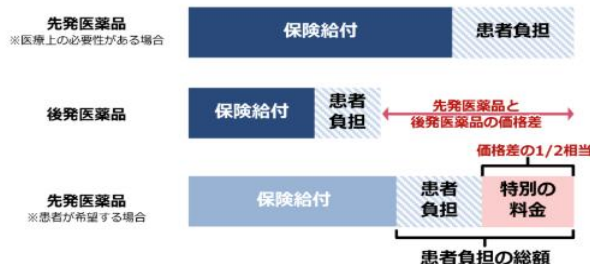 先発医薬品
※医療上の必要性がある場合
保険給付
患者負担
後発医薬品
保険給付
患者
負担
先発医薬品と
後発医薬品の価格差
価格差の1/2相当
先発医薬品
※患者が希望する場合
保険給付
患者
負担
特別の
料金
患者負担の総額